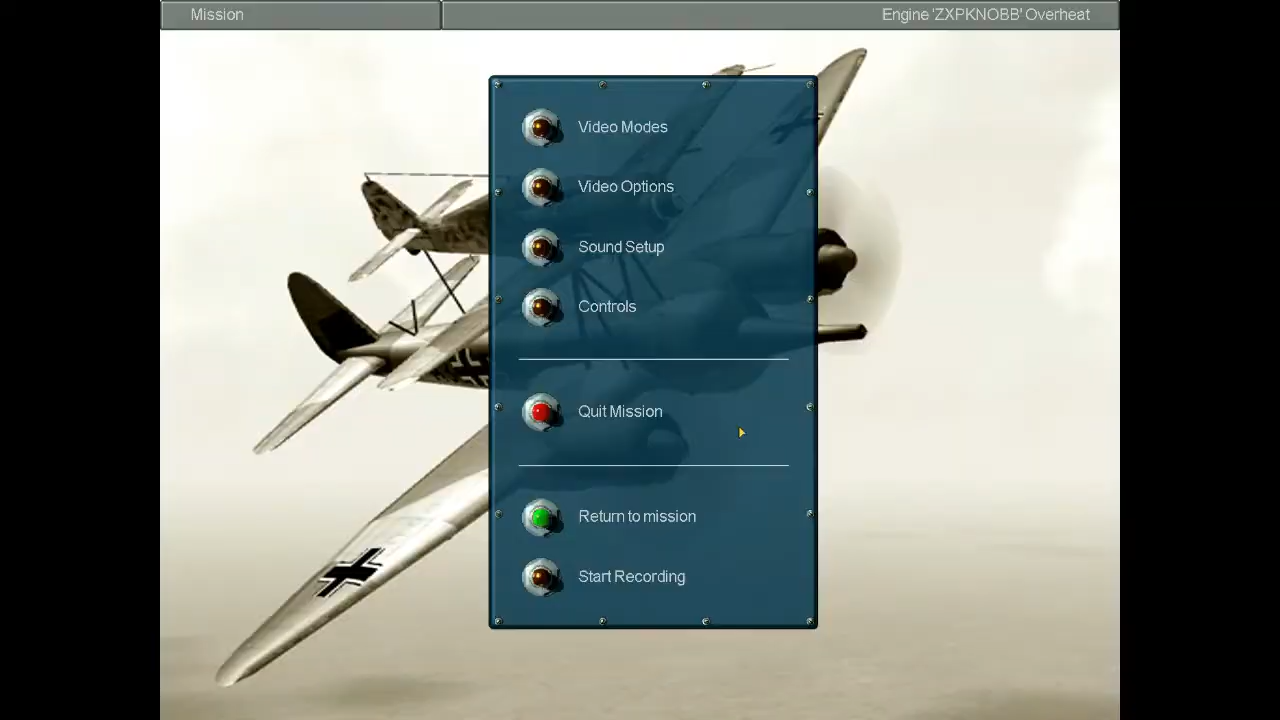 Mission
Engine 'ZXPKNOBB' Overheat
Video Modes
Video Options
Sound Setup
Controls
Quit Mission
Return to mission
Start Recording